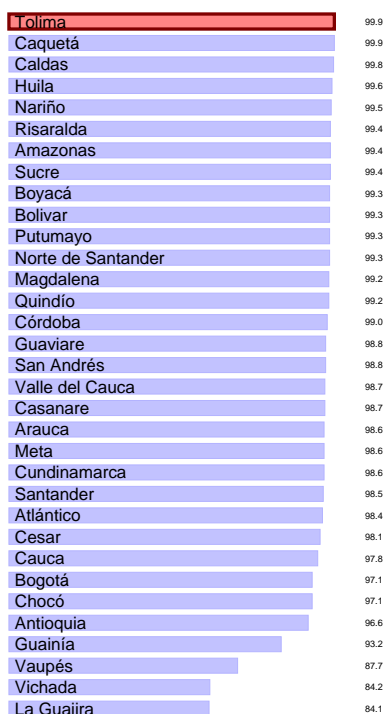 Tolima 99.9
Caquetá 99.9
Caldas 99.8
Huila 99.6
Nariño 99.5
Risaralda 99.4
Amazonas 99.4
Sucre 99.4
Boyacá 99.3
Bolivar 99.3
Putumayo 99.3
Norte de Santander 99.3
Magdalena 99.2
Quindío 99.2
Córdoba 99.0
Guaviare 98.8
San Andrés 98.8
Valle del Cauca 98.7
Casanare 98.7
Arauca 98.6
Meta 98.6
Cundinamarca 98.6
Santander 98.5
Atlántico 98.4
Cesar 98.1
Cauca 97.8
Bogotá 97.1
Chocó 97.1
Antioquia 96.6
Guainía 93.2
Vaupés 87.7
Vichada 84.2
La Guajira 84.1